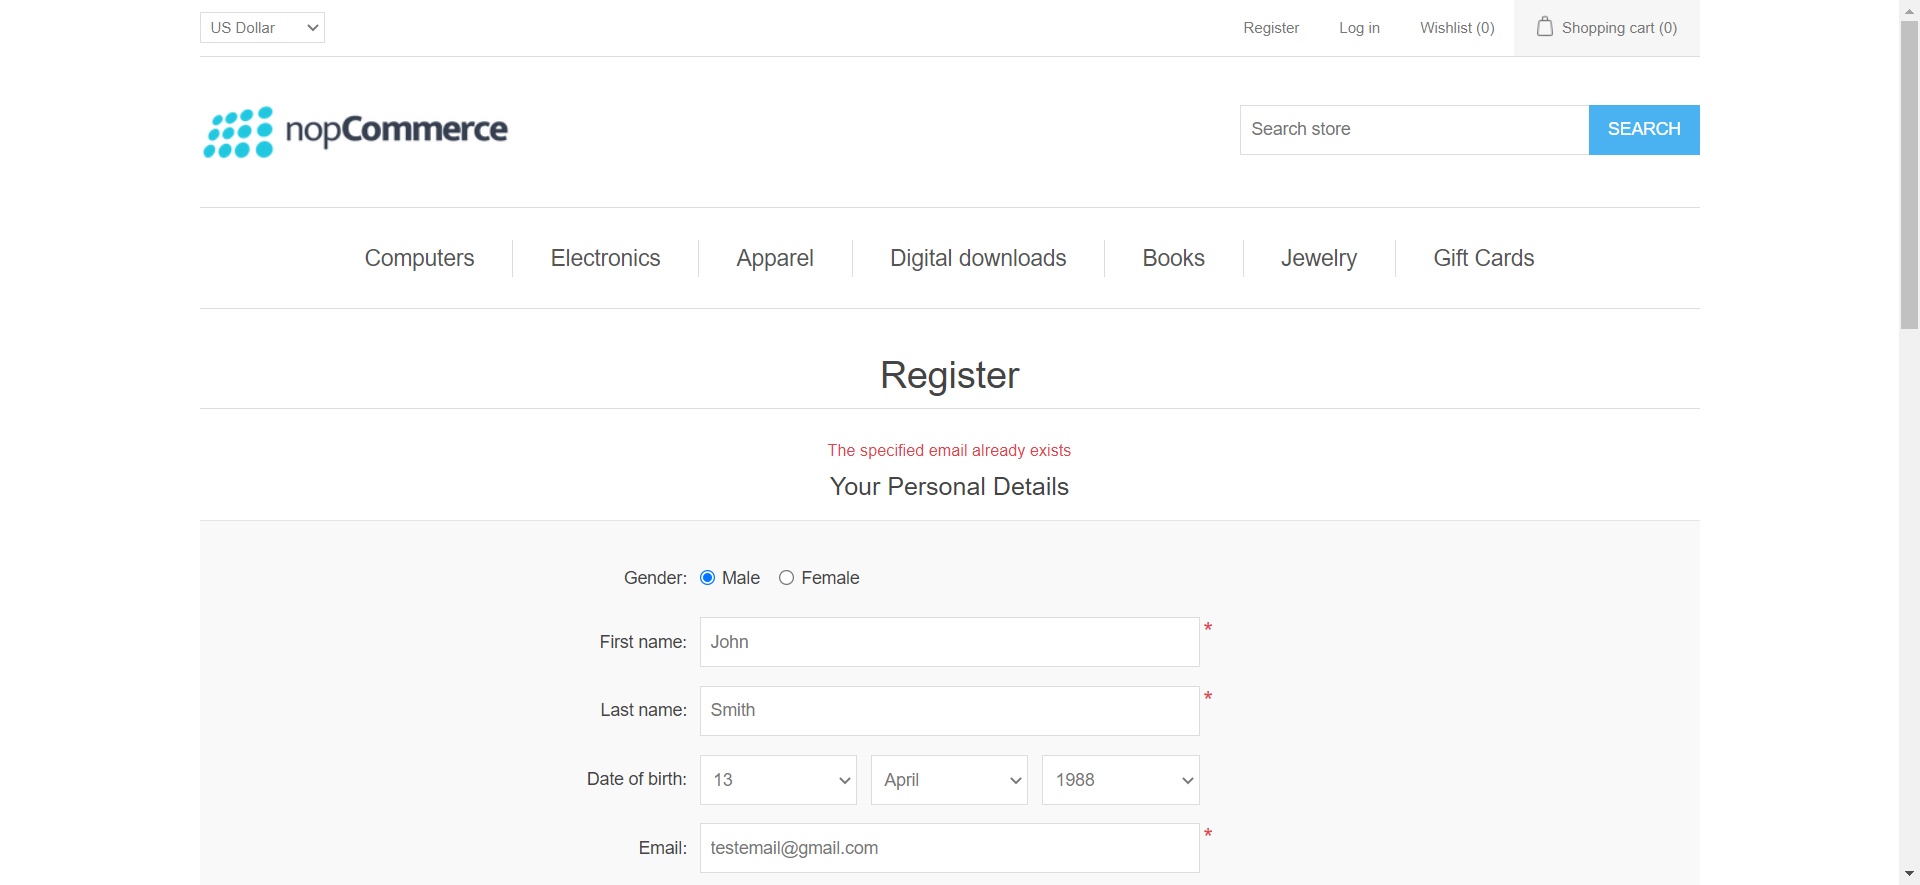 US Dollar
Register
Log in
Wishlist (0)
Shopping cart (0)
nopCommerce
Search store
SEARCH
Computers
Electronics
Apparel
Digital downloads
Books
Jewelry
Gift Cards
Register
The specified email already exists
Your Personal Details
Gender: Male Female
First name: John *
Last name: Smith *
Date of birth: 13 April 1988
Email: testemail@gmail.com *